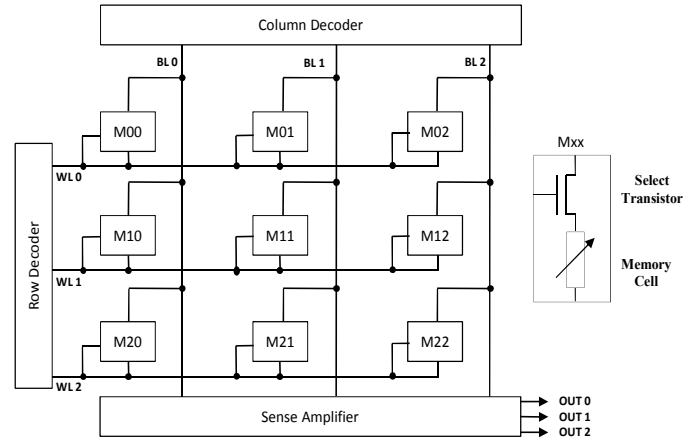 Column Decoder
BL 0
BL 1
BL 2
M00
M01
M02
WL 0
Mxx
Select
Transistor
Row Decoder
M10
M11
M12
WL 1
Memory
Cell
M20
M21
M22
WL 2
Sense Amplifier
OUT 0
OUT 1
OUT 2